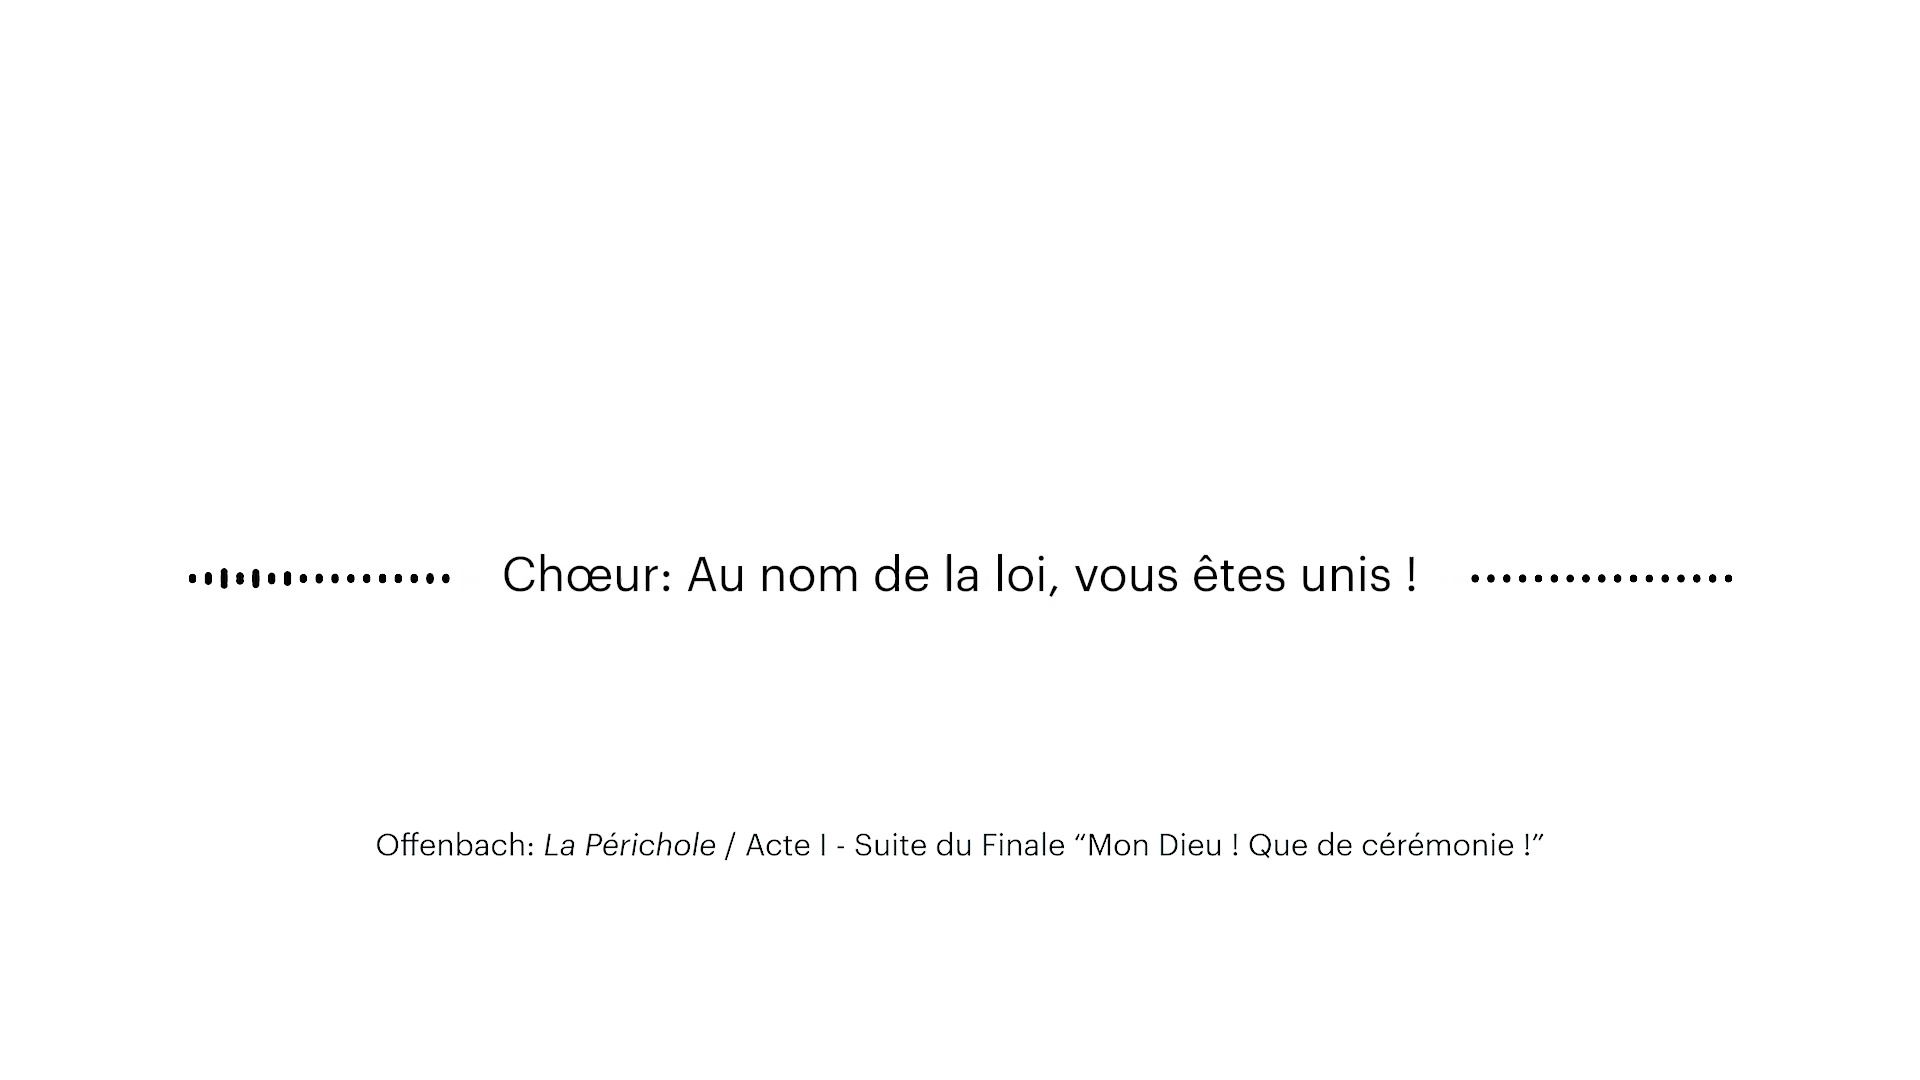 Chœur: Au nom de la loi, vous êtes unis !
Offenbach: La Périchole / Acte I - Suite du Finale “Mon Dieu ! Que de cérémonie !”